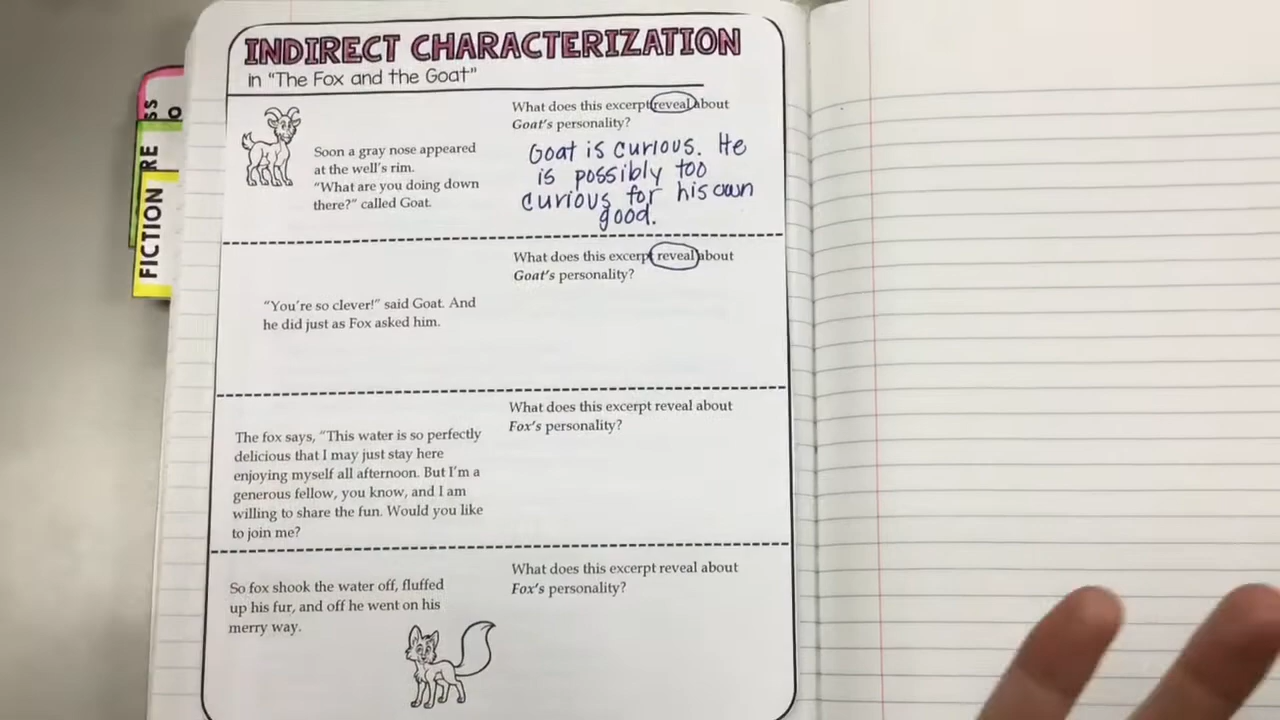 INDIRECT CHARACTERIZATION
in "The Fox and the Goat"
Soon a gray nose appeared
at the well's rim.
"What are you doing down
there?" called Goat.
What does this excerpt reveal about
Goat's personality?
Goat is curious. He
is possibly too
curious for his own
good.
"You're so clever!" said Goat. And
he did just as Fox asked him.
What does this excerpt reveal about
Goat's personality?
The fox says, "This water is so perfectly
delicious that I may just stay here
enjoying myself all afternoon. But I'm a
generous fellow, you know, and I am
willing to share the fun. Would you like
to join me?
What does this excerpt reveal about
Fox's personality?
So fox shook the water off, fluffed
up his fur, and off he went on his
merry way.
What does this excerpt reveal about
Fox's personality?
FICTION